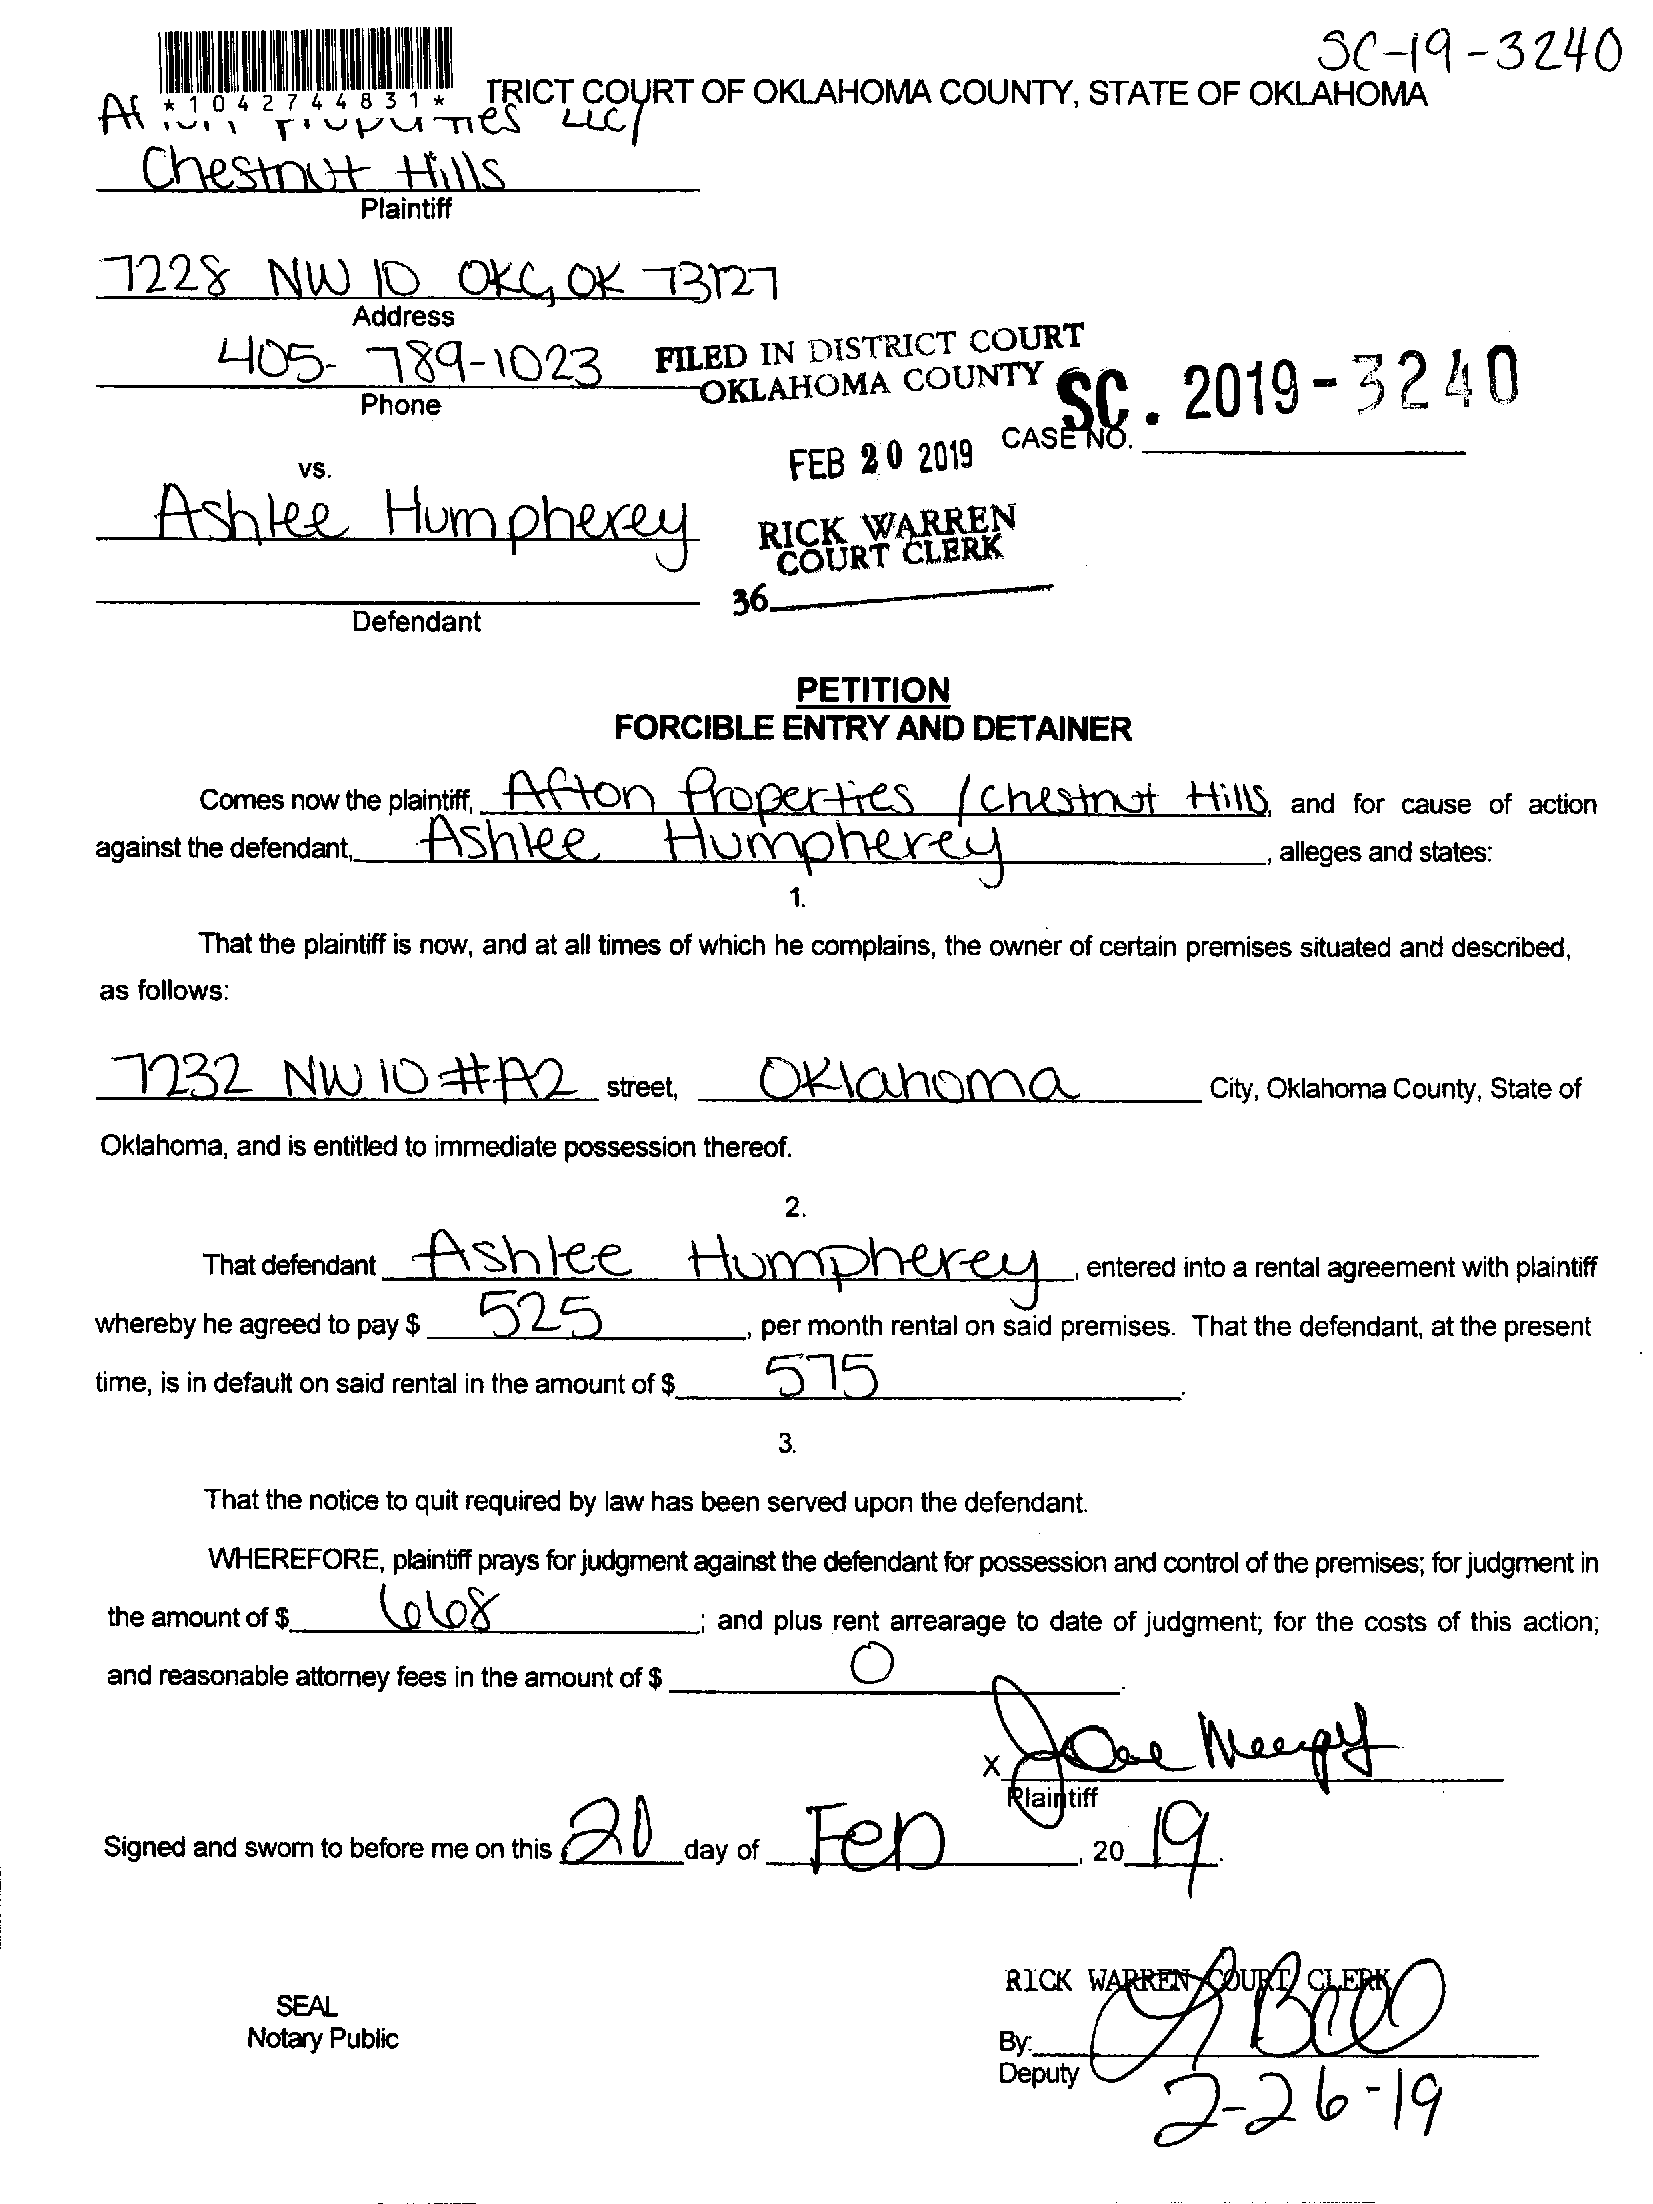 SC-19-3240
*1042744831*
TRICT COURT OF OKLAHOMA COUNTY, STATE OF OKLAHOMA
LLC/
Chestnut Hills
Plaintiff
7228 NW 10 OKC, OK 73127
Address
405-789-1023
Phone
FILED IN DISTRICT COURT
OKLAHOMA COUNTY
SC. 2019-3240
CASE NO.
FEB 20 2019
vs.
Ashlee Humpherey
RICK WARREN
COURT CLERK
36
Defendant
PETITION
FORCIBLE ENTRY AND DETAINER
Comes now the plaintiff, Afton Properties / Chestnut Hills, and for cause of action
against the defendant, Ashlee Humpherey, alleges and states:
1.
That the plaintiff is now, and at all times of which he complains, the owner of certain premises situated and described,
as follows:
7232 NW 10 #A2 street, Oklahoma City, Oklahoma County, State of
Oklahoma, and is entitled to immediate possession thereof.
2.
That defendant Ashlee Humpherey, entered into a rental agreement with plaintiff
whereby he agreed to pay $ 525, per month rental on said premises. That the defendant, at the present
time, is in default on said rental in the amount of $ 575.
3.
That the notice to quit required by law has been served upon the defendant.
WHEREFORE, plaintiff prays for judgment against the defendant for possession and control of the premises; for judgment in
the amount of $ 668; and plus rent arrearage to date of judgment; for the costs of this action;
and reasonable attorney fees in the amount of $ 0.
x
Plaintiff
Signed and sworn to before me on this 20 day of Feb, 20 19.
RICK WARREN COURT CLERK
SEAL
Notary Public
By:
Deputy
2-26-19